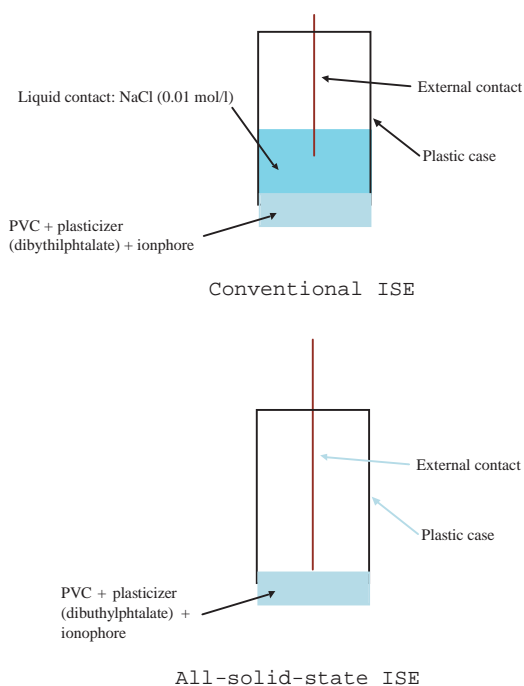 External contact
Liquid contact: NaCl (0.01 mol/l)
Plastic case
PVC + plasticizer
(dibythilphtalate) + ionphore
Conventional ISE
External contact
Plastic case
PVC + plasticizer
(dibuthylphtalate) +
ionophore
All-solid-state ISE